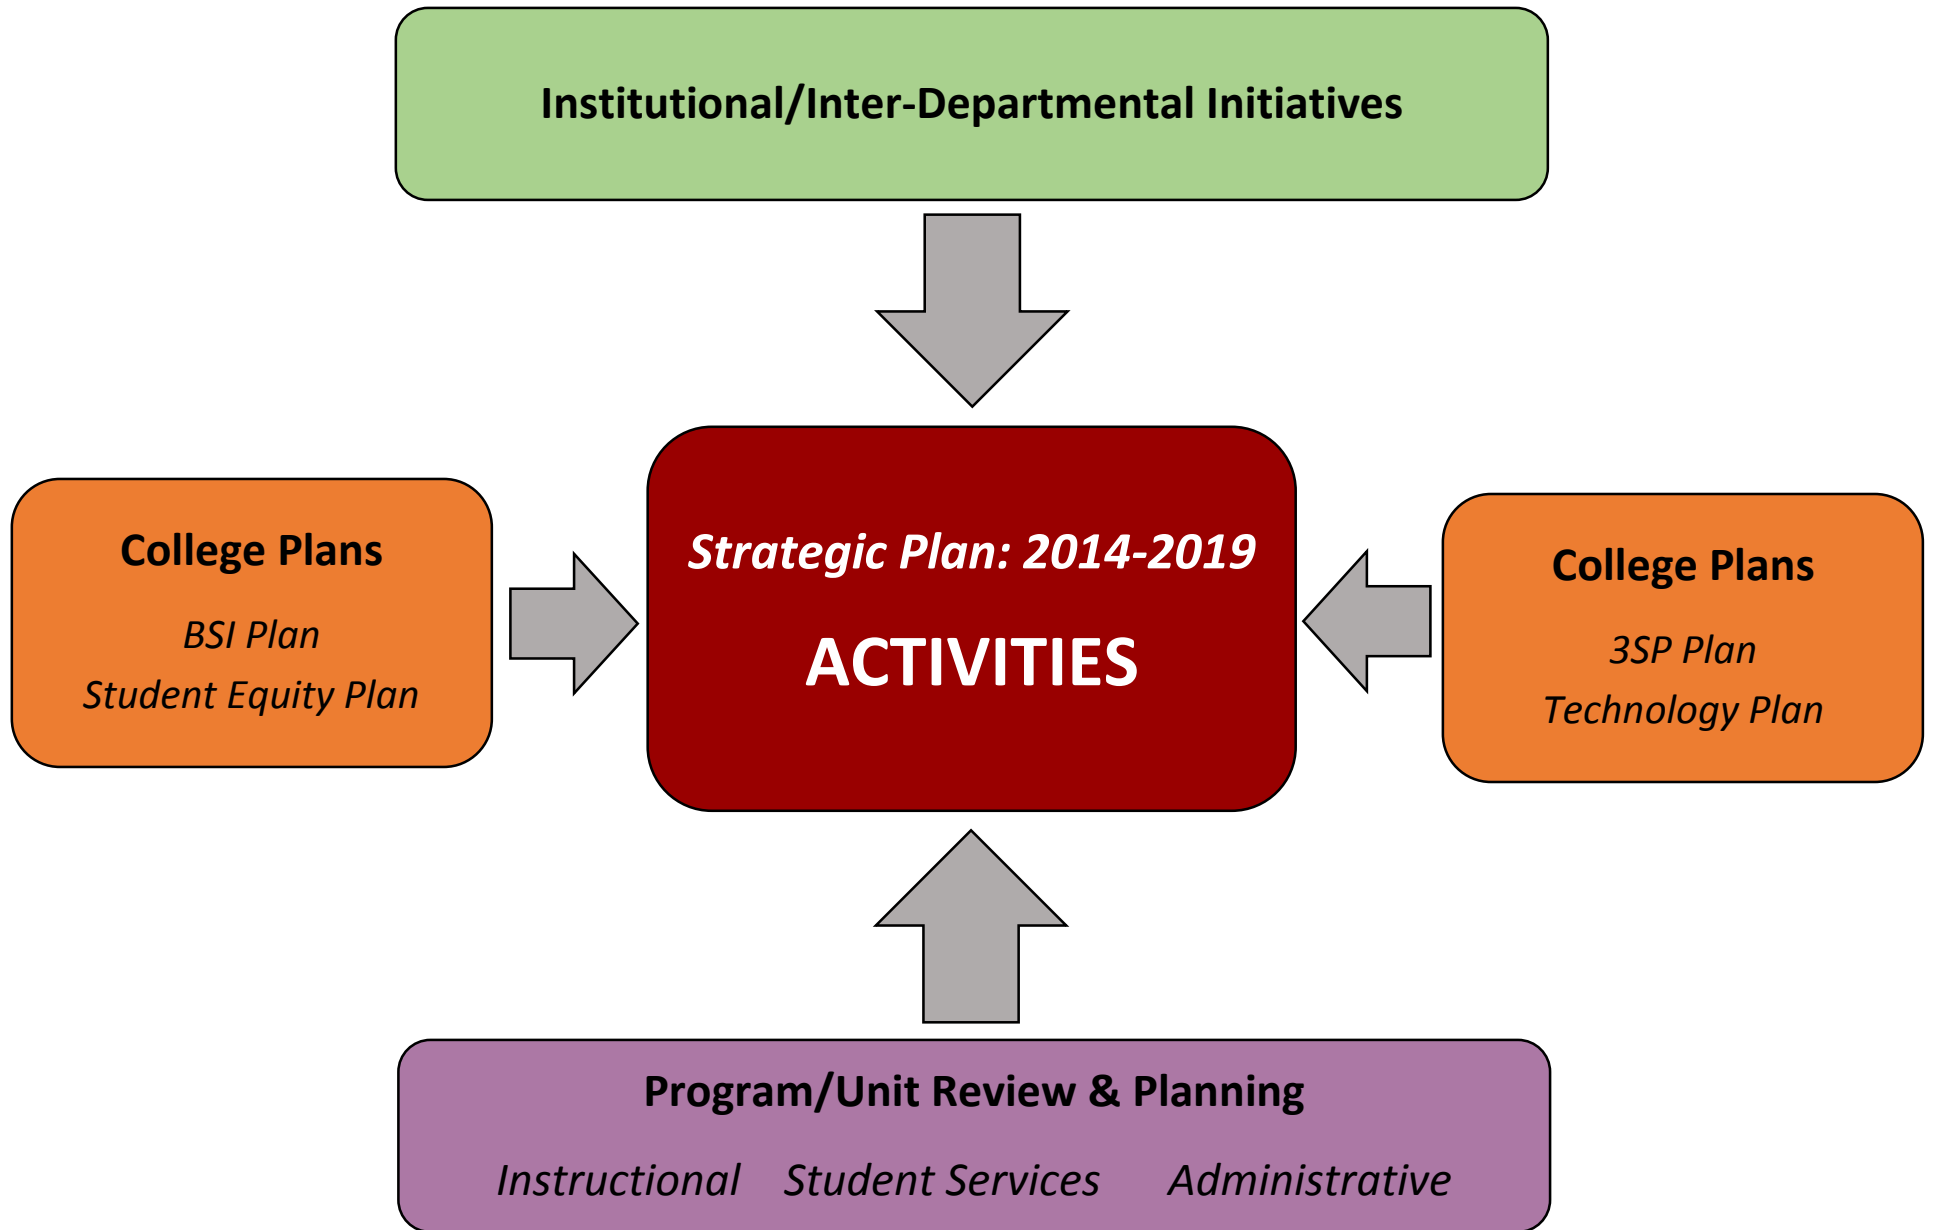 Institutional/Inter-Departmental Initiatives
College Plans
BSI Plan
Student Equity Plan
Strategic Plan: 2014-2019
ACTIVITIES
College Plans
3SP Plan
Technology Plan
Program/Unit Review & Planning
Instructional Student Services Administrative